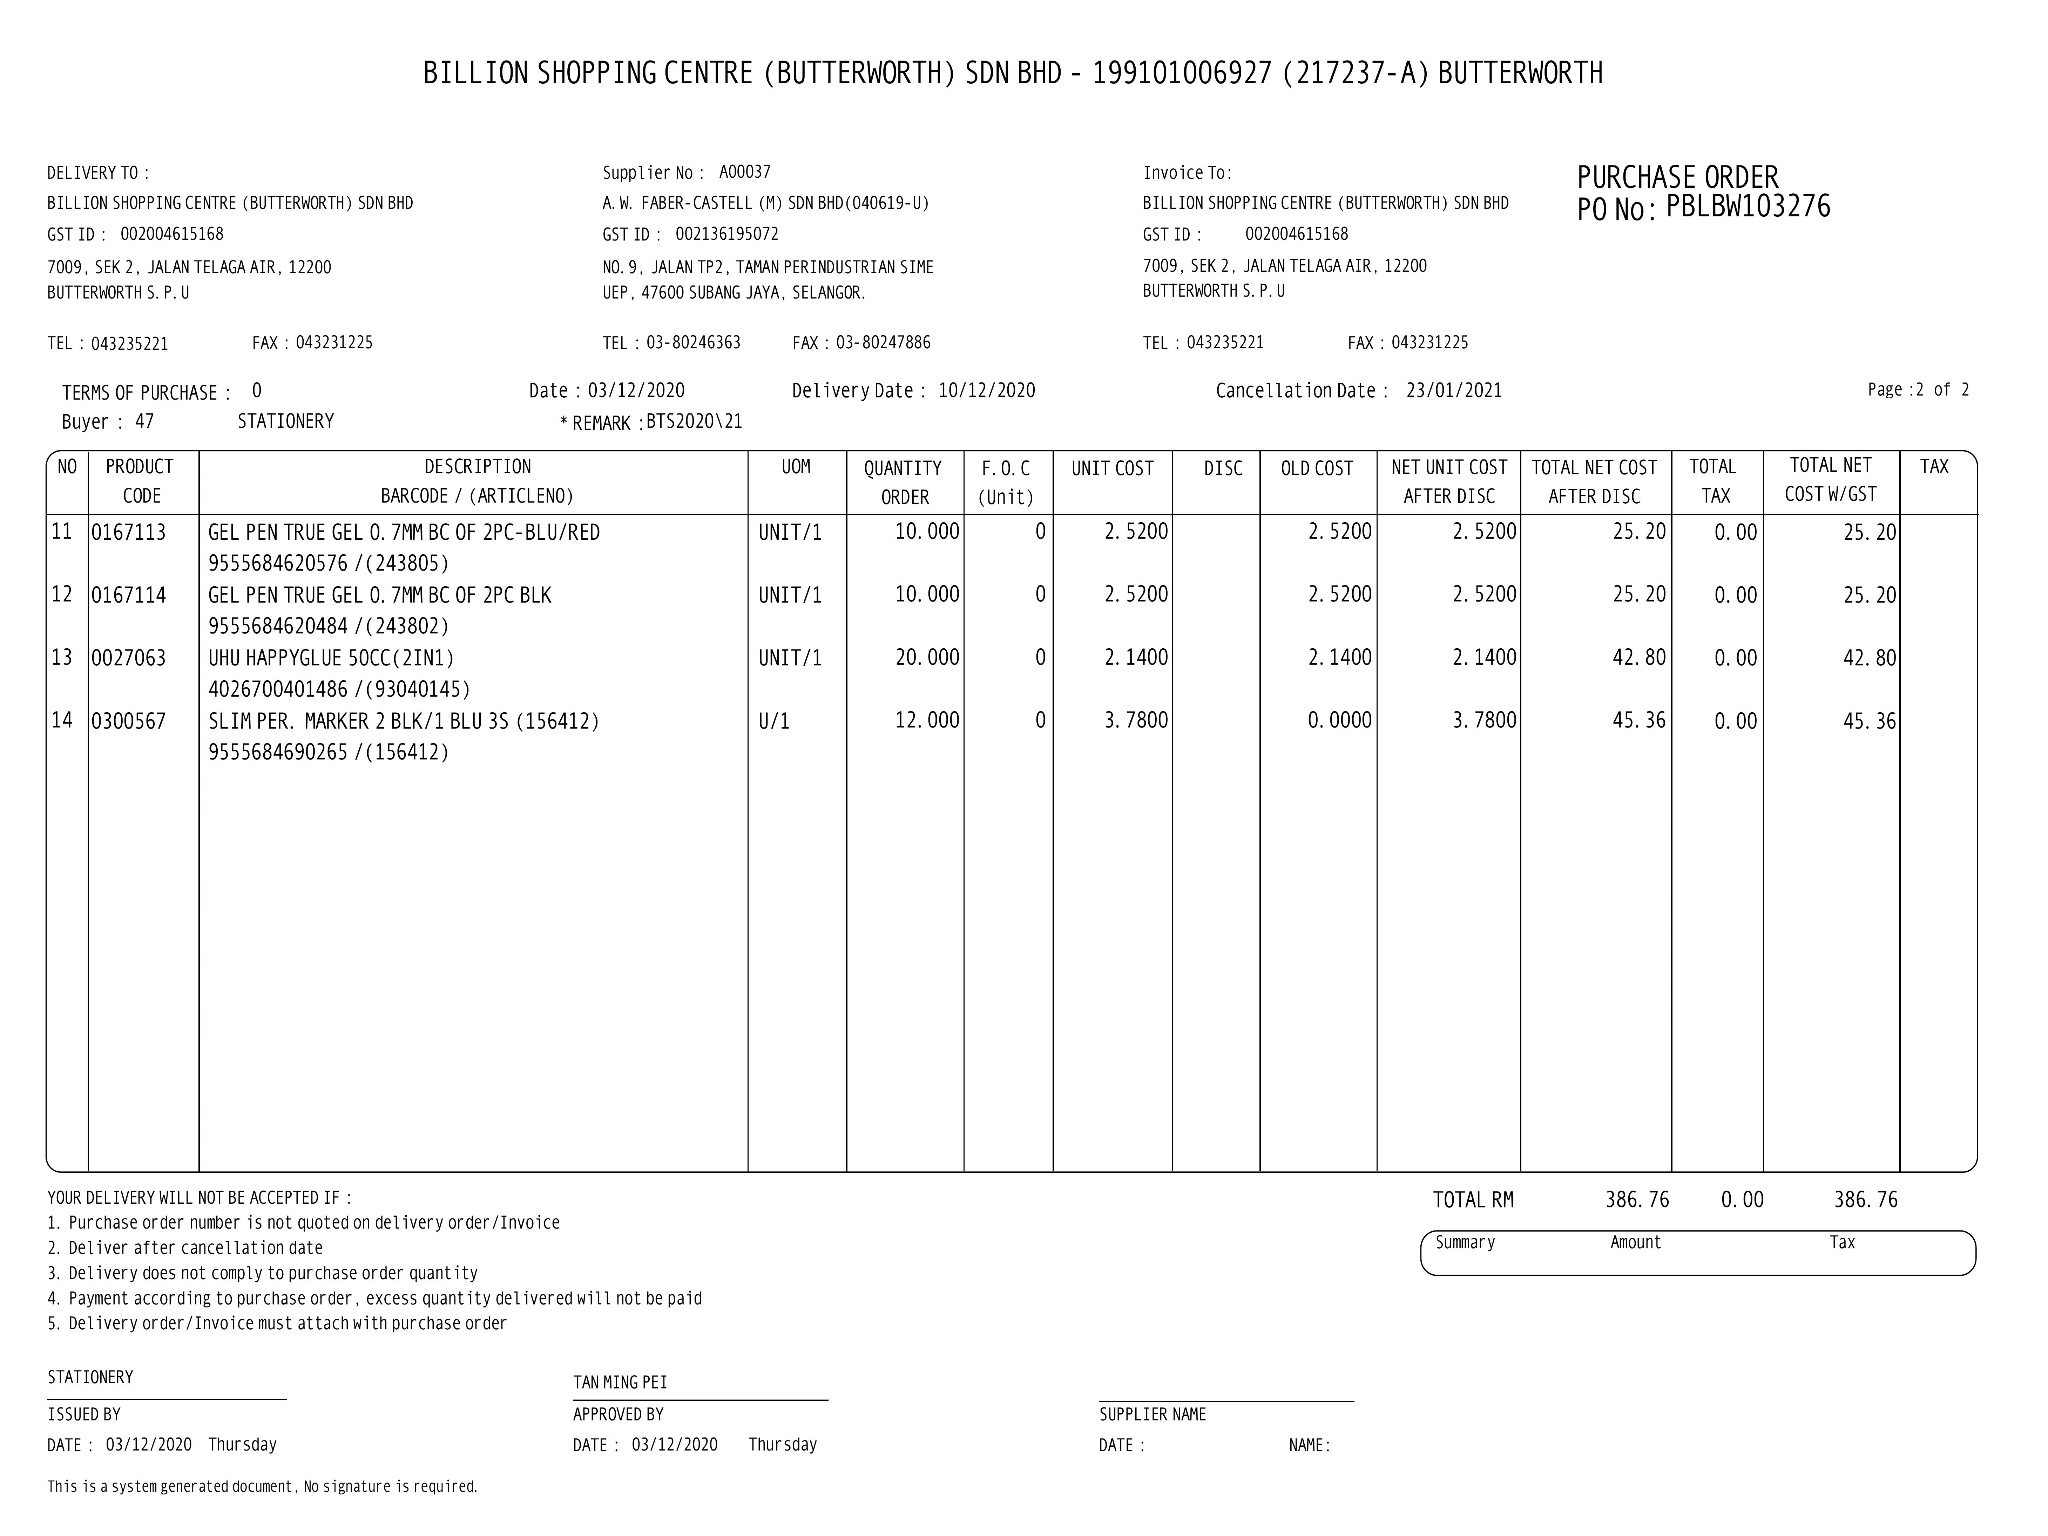 BILLION SHOPPING CENTRE (BUTTERWORTH) SDN BHD - 199101006927 (217237-A) BUTTERWORTH
DELIVERY TO :
BILLION SHOPPING CENTRE (BUTTERWORTH) SDN BHD
GST ID : 002004615168
7009, SEK 2, JALAN TELAGA AIR, 12200
BUTTERWORTH S.P.U
TEL : 043235221 FAX : 043231225
Supplier No : A00037
A.W. FABER-CASTELL (M) SDN BHD(040619-U)
GST ID : 002136195072
NO.9, JALAN TP2, TAMAN PERINDUSTRIAN SIME
UEP, 47600 SUBANG JAYA, SELANGOR.
TEL : 03-80246363 FAX : 03-80247886
Invoice To:
BILLION SHOPPING CENTRE (BUTTERWORTH) SDN BHD
GST ID : 002004615168
7009, SEK 2, JALAN TELAGA AIR, 12200
BUTTERWORTH S.P.U
TEL : 043235221 FAX : 043231225
PURCHASE ORDER
PO No: PBLBW103276
TERMS OF PURCHASE : 0 Date : 03/12/2020 Delivery Date : 10/12/2020 Cancellation Date : 23/01/2021 Page :2 of 2
Buyer : 47 STATIONERY * REMARK :BTS2020\21
NO PRODUCT DESCRIPTION UOM QUANTITY F.O.C UNIT COST DISC OLD COST NET UNIT COST TOTAL NET COST TOTAL TOTAL NET TAX
CODE BARCODE / (ARTICLENO) ORDER (Unit) AFTER DISC AFTER DISC TAX COST W/GST
11 0167113 GEL PEN TRUE GEL 0.7MM BC OF 2PC-BLU/RED UNIT/1 10.000 0 2.5200 2.5200 2.5200 25.20 0.00 25.20
9555684620576 /(243805)
12 0167114 GEL PEN TRUE GEL 0.7MM BC OF 2PC BLK UNIT/1 10.000 0 2.5200 2.5200 2.5200 25.20 0.00 25.20
9555684620484 /(243802)
13 0027063 UHU HAPPYGLUE 50CC(2IN1) UNIT/1 20.000 0 2.1400 2.1400 2.1400 42.80 0.00 42.80
4026700401486 /(93040145)
14 0300567 SLIM PER. MARKER 2 BLK/1 BLU 3S (156412) U/1 12.000 0 3.7800 0.0000 3.7800 45.36 0.00 45.36
9555684690265 /(156412)
TOTAL RM 386.76 0.00 386.76
Summary Amount Tax
YOUR DELIVERY WILL NOT BE ACCEPTED IF :
1. Purchase order number is not quoted on delivery order/Invoice
2. Deliver after cancellation date
3. Delivery does not comply to purchase order quantity
4. Payment according to purchase order, excess quantity delivered will not be paid
5. Delivery order/Invoice must attach with purchase order
STATIONERY
ISSUED BY
DATE : 03/12/2020 Thursday
TAN MING PEI
APPROVED BY
DATE : 03/12/2020 Thursday
SUPPLIER NAME
DATE : NAME:
This is a system generated document, No signature is required.